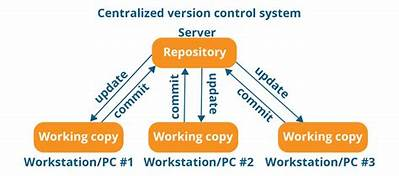 Centralized version control system
Server
Repository
update
commit
commit
update
update
commit
Working copy
Working copy
Working copy
Workstation/PC #1
Workstation/PC #2
Workstation/PC #3